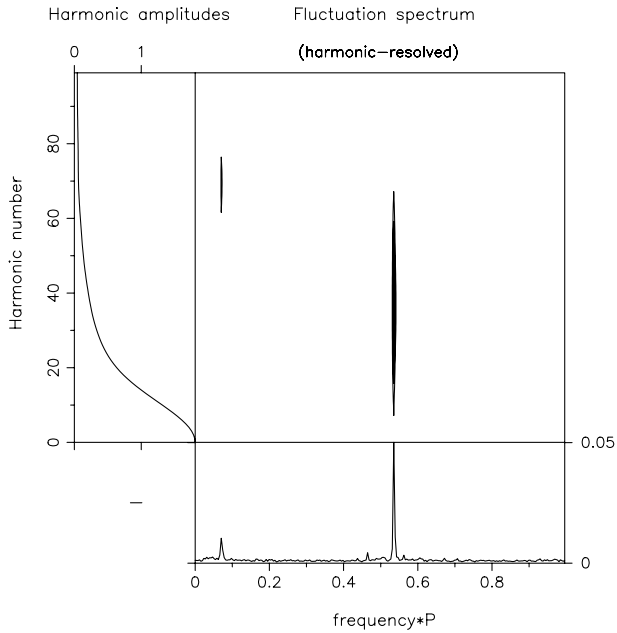 Harmonic amplitudes Fluctuation spectrum
0 1 (harmonic-resolved)
80
60
40
20
0
Harmonic number
0.05
0
0 0.2 0.4 0.6 0.8
frequency*P